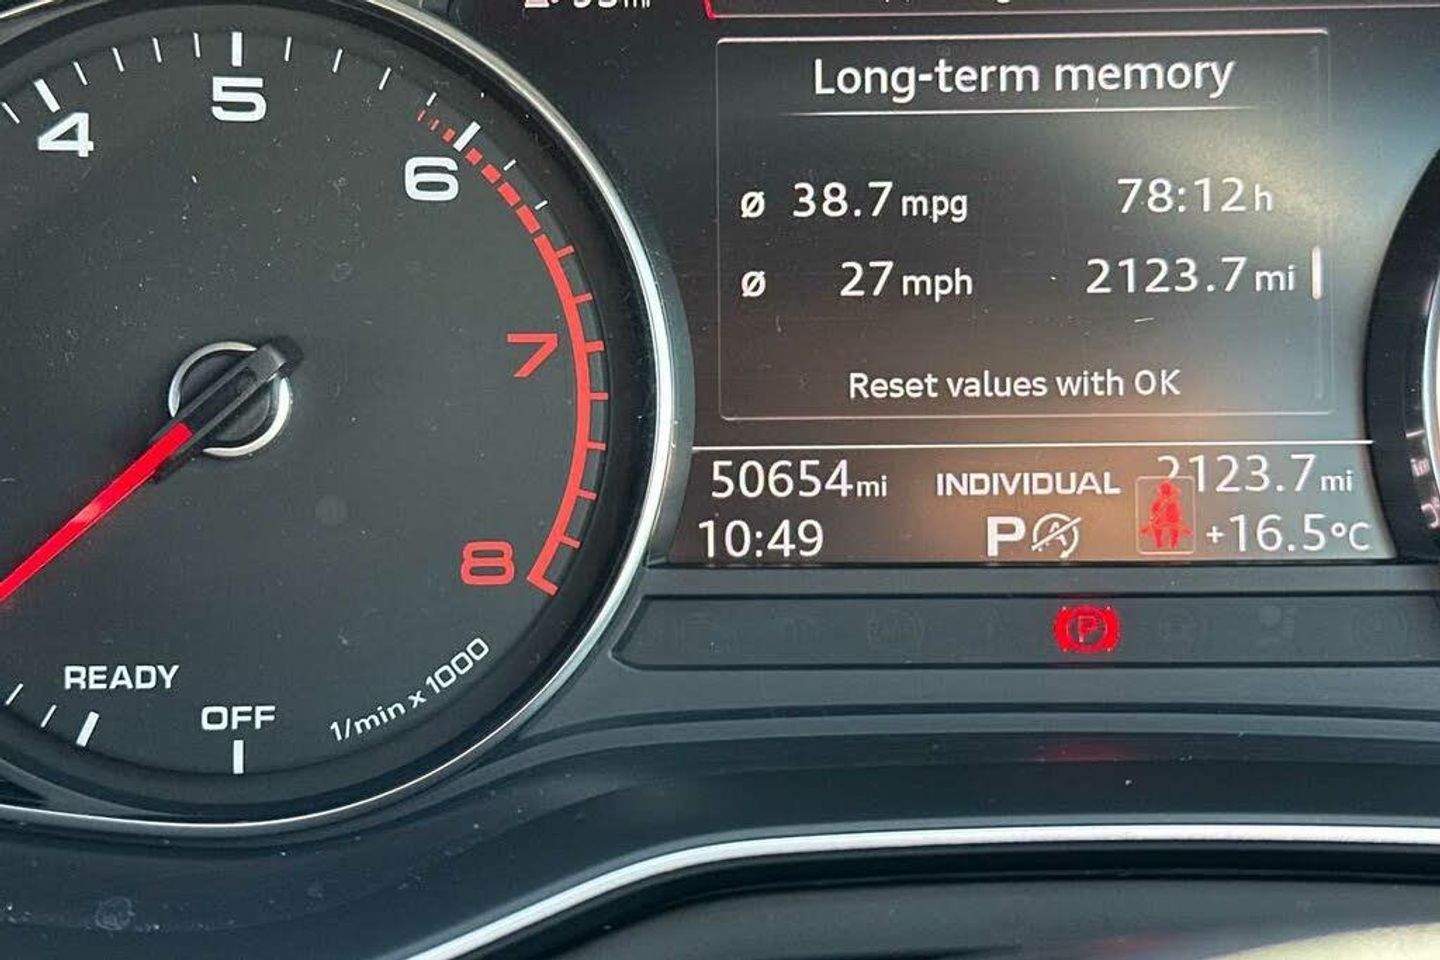 4
5
6
7
8
READY
OFF
1/min x 1000
Long-term memory
ø 38.7 mpg 78:12 h
ø 27 mph 2123.7 mi
Reset values with OK
50654 mi INDIVIDUAL 2123.7 mi
10:49 P A +16.5°C
P